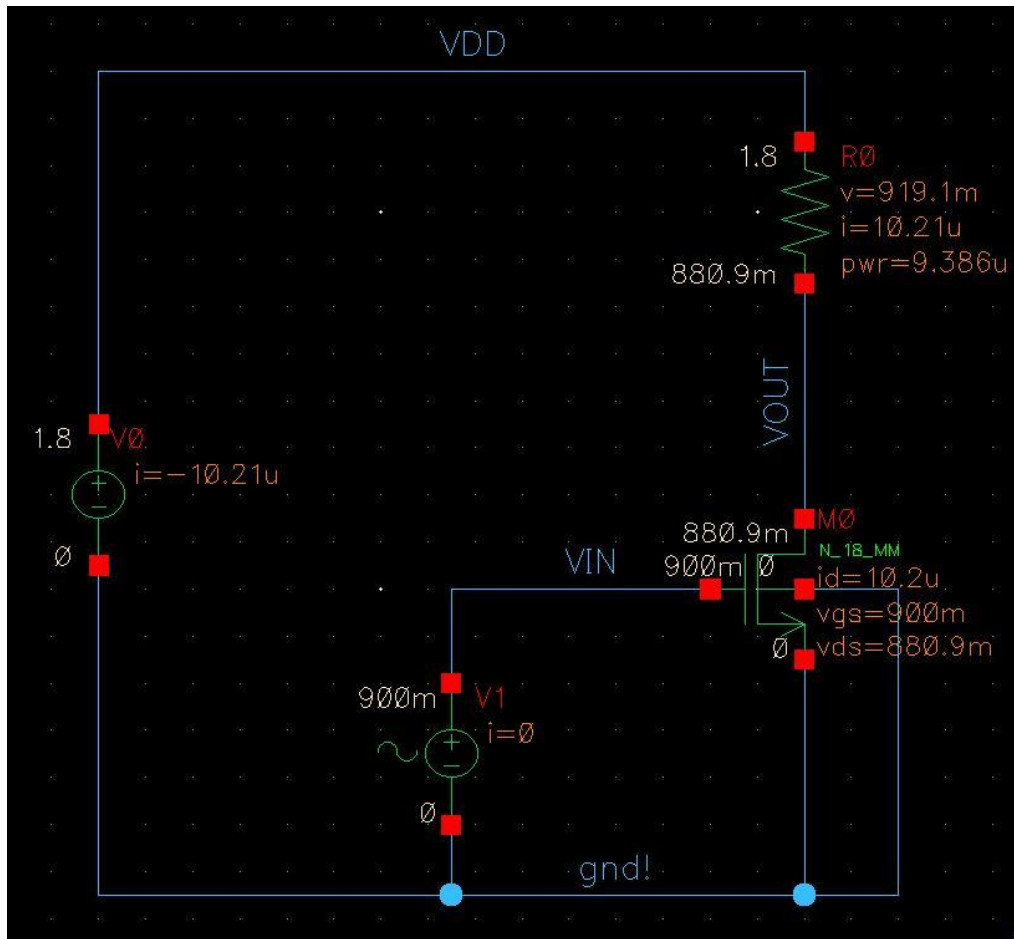 VDD
1.8
R0
v=919.1m
i=10.21u
pwr=9.386u
880.9m
VOUT
1.8
V0
i=-10.21u
0
880.9m
M0
N_18_MM
VIN
900m
0
id=10.2u
vgs=900m
vds=880.9m
0
900m
V1
i=0
0
gnd!